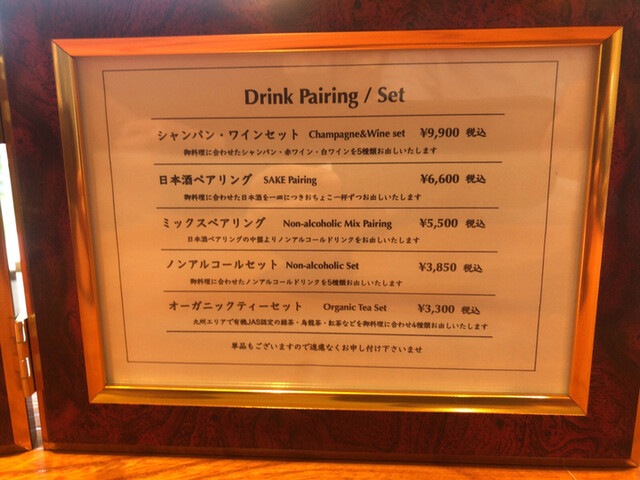 Drink Pairing / Set
シャンパン・ワインセット Champagne&Wine set ¥9,900 税込
御料理に合わせたシャンパン・赤ワイン・白ワインを5種類お出しいたします
日本酒ペアリング SAKE Pairing ¥6,600 税込
御料理に合わせた日本酒を一皿につきおちょこ一杯ずつお出しいたします
ミックスペアリング Non-alcoholic Mix Pairing ¥5,500 税込
日本酒ペアリングの中盤よりノンアルコールドリンクをお出しいたします
ノンアルコールセット Non-alcoholic Set ¥3,850 税込
御料理に合わせたノンアルコールドリンクを5種類お出しいたします
オーガニックティーセット Organic Tea Set ¥3,300 税込
九州エリアで有機JAS認定の緑茶・烏龍茶・紅茶などを御料理に合わせ4種類お出しいたします
単品もございますので遠慮なくお申し付け下さいませ